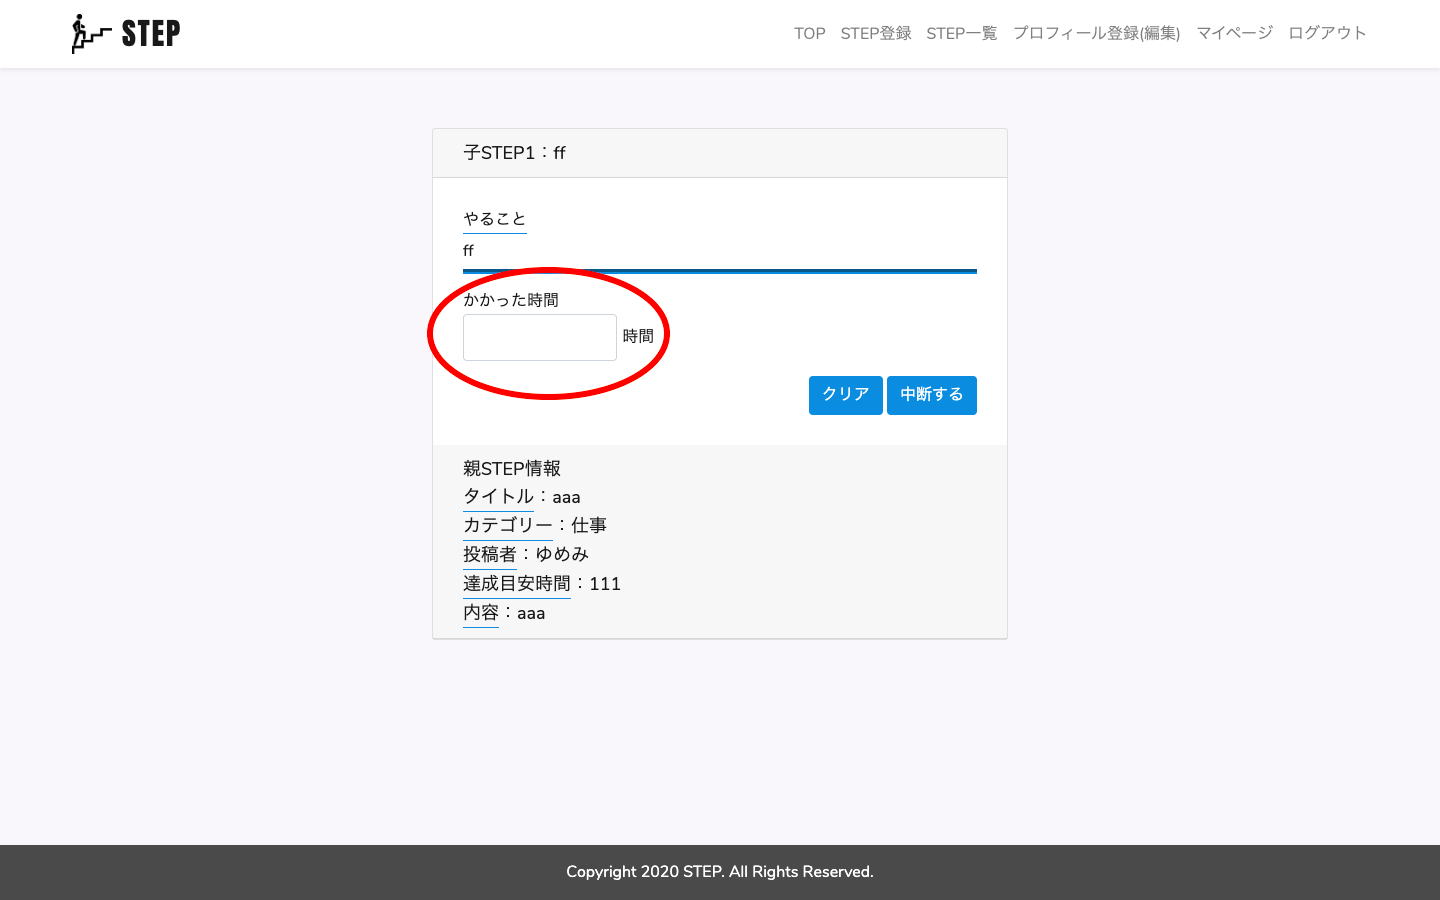 STEP
TOP STEP登録 STEP一覧 プロフィール登録(編集) マイページ ログアウト
子STEP1：ff
やること
ff
かかった時間
時間
クリア 中断する
親STEP情報
タイトル：aaa
カテゴリー：仕事
投稿者：ゆめみ
達成目安時間：111
内容：aaa
Copyright 2020 STEP. All Rights Reserved.